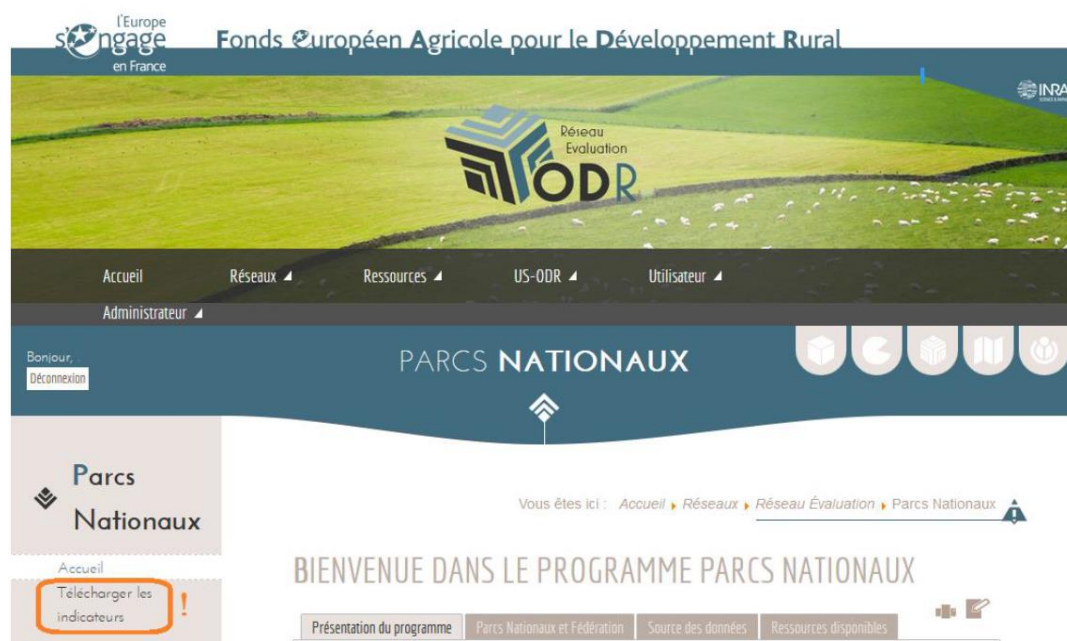 l'Europe
s'engage
en France
Fonds Européen Agricole pour le Développement Rural
INRA
Réseau
Evaluation
ODR
Accueil
Réseaux
Ressources
US-ODR
Utilisateur
Administrateur
Bonjour,
Déconnexion
PARCS NATIONAUX
Parcs
Nationaux
Vous êtes ici : Accueil Réseaux Réseau Évaluation Parcs Nationaux
Accueil
Télécharger les
indicateurs
!
BIENVENUE DANS LE PROGRAMME PARCS NATIONAUX
Présentation du programme
Parcs Nationaux et Fédération
Source des données
Ressources disponibles